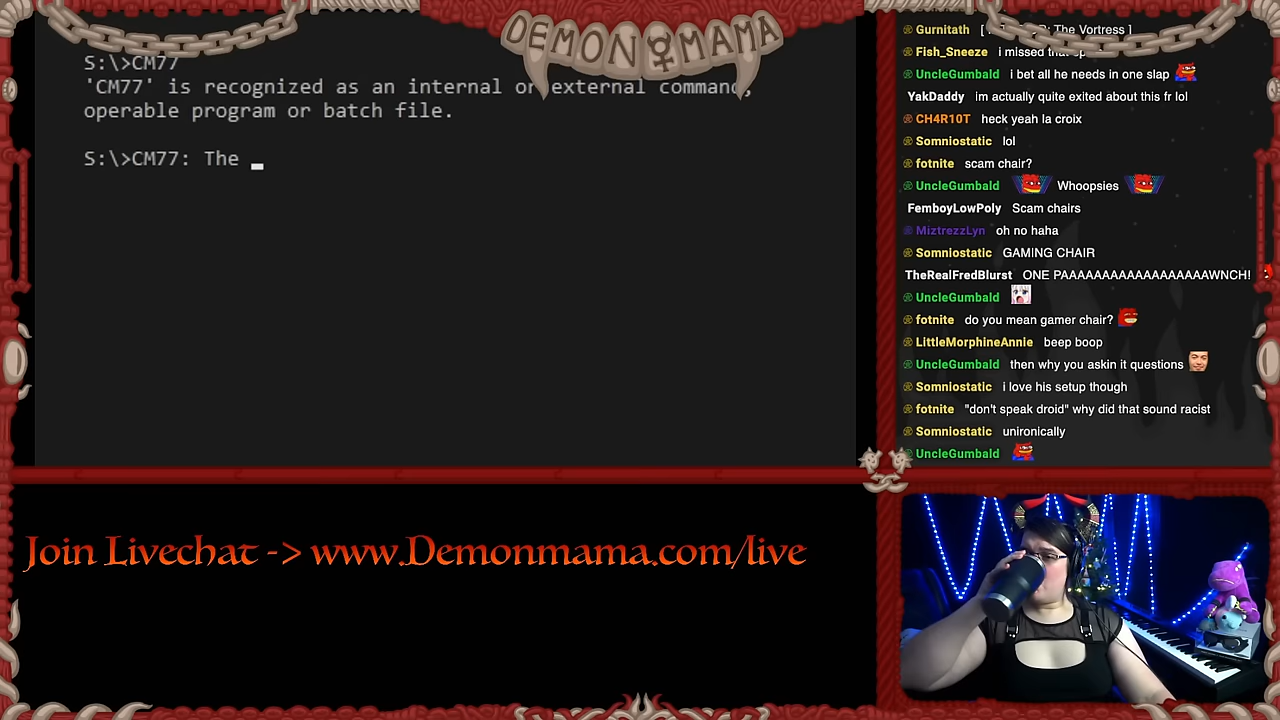 DEMON MAMA
S:\>CM77
'CM77' is recognized as an internal or external command,
operable program or batch file.
S:\>CM77: The _
Gurnitath [ : The Vortress ]
Fish_Sneeze i missed that
UncleGumbald i bet all he needs in one slap
YakDaddy im actually quite exited about this fr lol
CH4R10T heck yeah la croix
Somniostatic lol
fotnite scam chair?
UncleGumbald Whoopsies
FemboyLowPoly Scam chairs
MiztrezzLyn oh no haha
Somniostatic GAMING CHAIR
TheRealFredBlurst ONE PAAAAAAAAAAAAAAAAAWNCH!
UncleGumbald
fotnite do you mean gamer chair?
LittleMorphineAnnie beep boop
UncleGumbald then why you askin it questions
Somniostatic i love his setup though
fotnite "don't speak droid" why did that sound racist
Somniostatic unironically
UncleGumbald
Join Livechat -> www.Demonmama.com/live